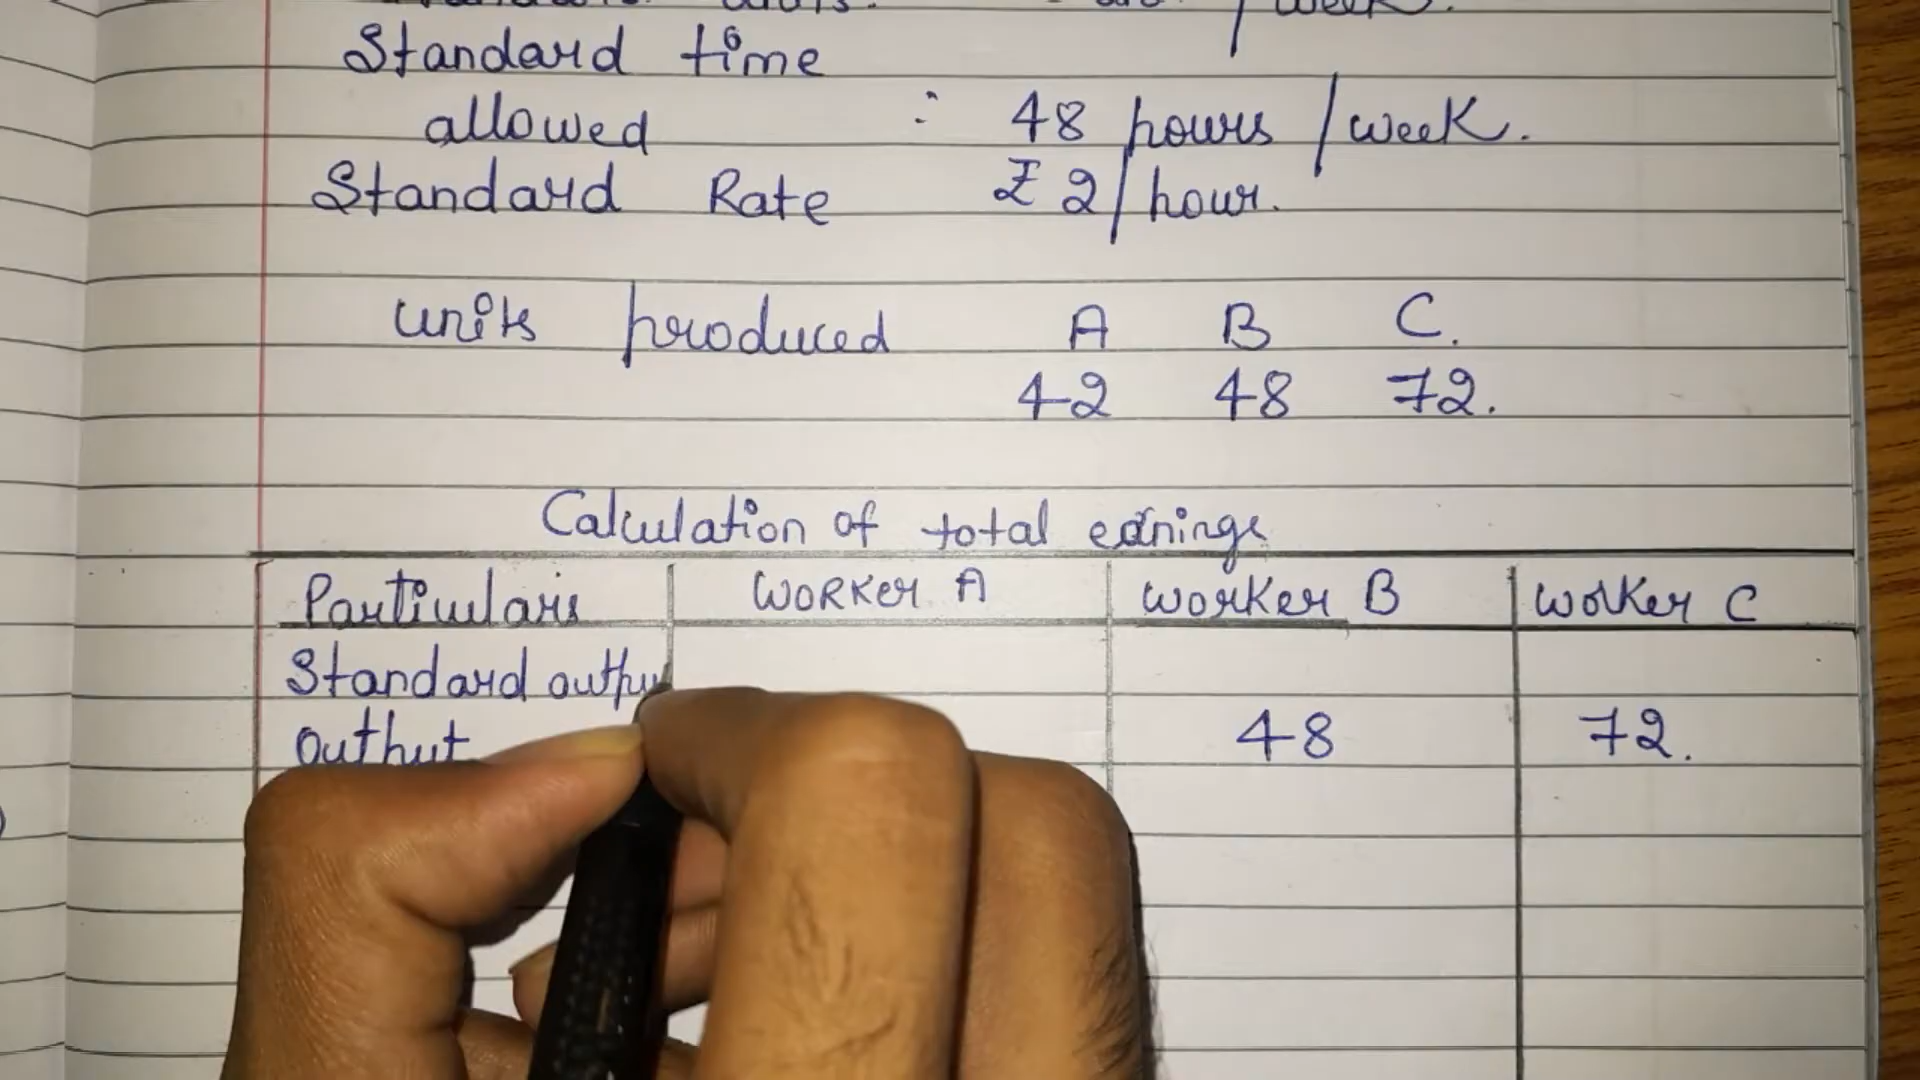 Standard time
allowed : 48 hours / week.
Standard Rate ₹ 2 / hour.
units produced A B C.
42 48 72.
Calculation of total earnings
Particulars WORKER A Worker B Worker C
Standard outpu
Output 48 72.